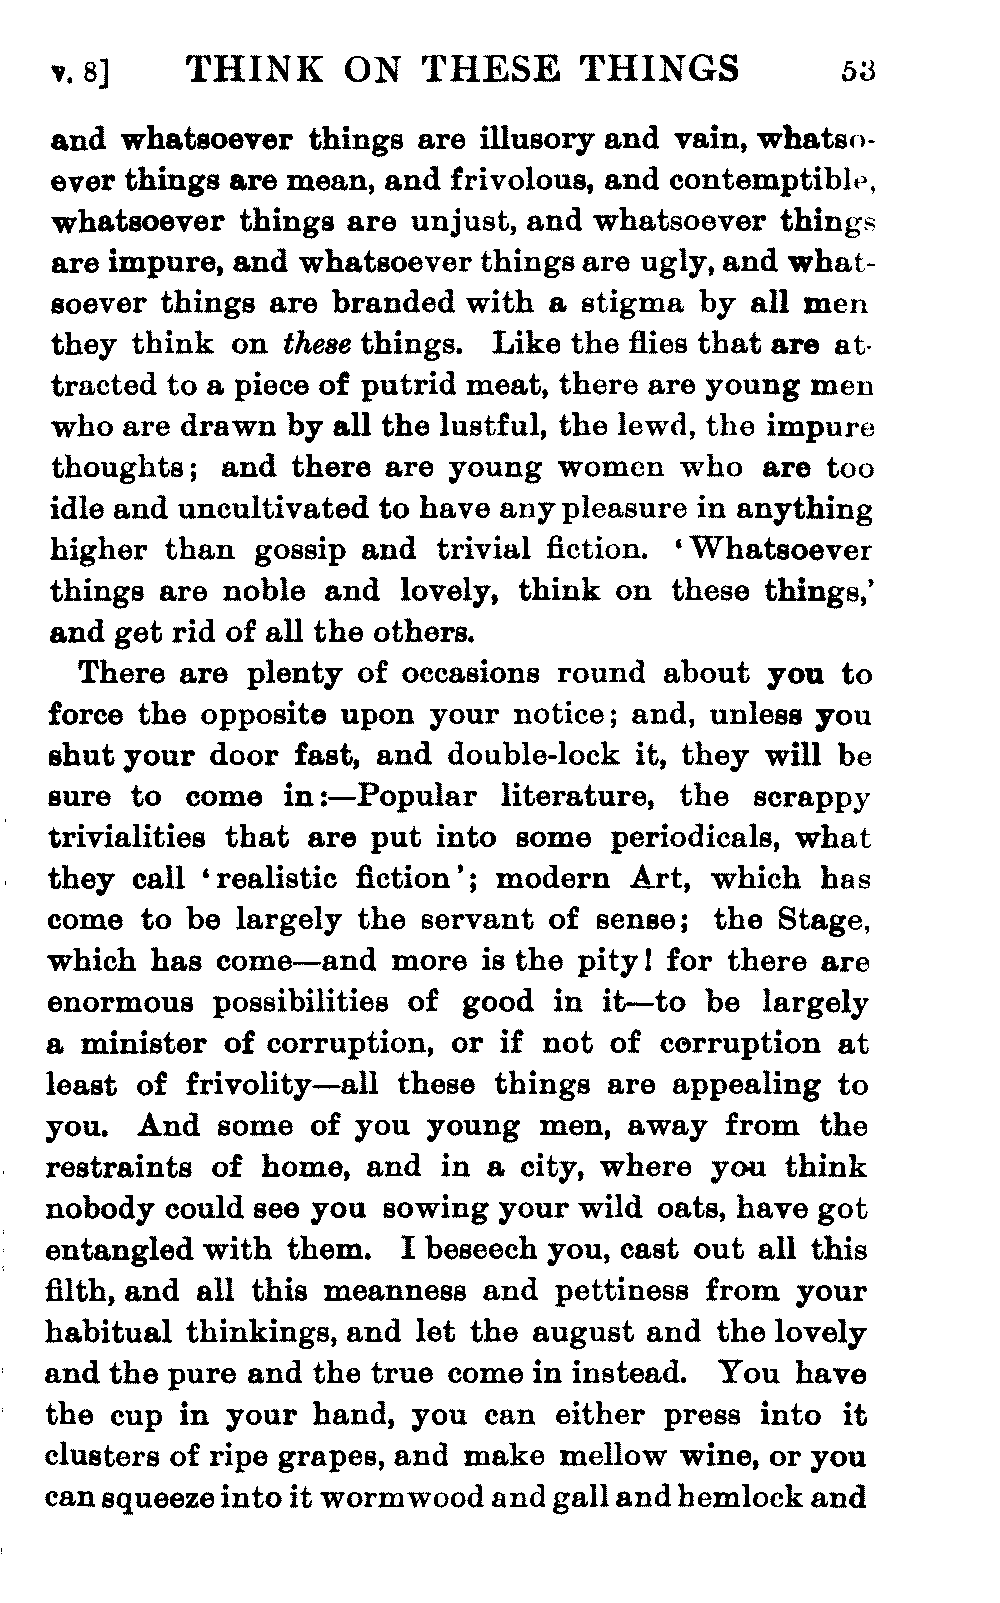 v. 8] THINK ON THESE THINGS 53
and whatsoever things are illusory and vain, whatso-
ever things are mean, and frivolous, and contemptible,
whatsoever things are unjust, and whatsoever things
are impure, and whatsoever things are ugly, and what-
soever things are branded with a stigma by all men
they think on these things. Like the flies that are at-
tracted to a piece of putrid meat, there are young men
who are drawn by all the lustful, the lewd, the impure
thoughts; and there are young women who are too
idle and uncultivated to have any pleasure in anything
higher than gossip and trivial fiction. ‘Whatsoever
things are noble and lovely, think on these things,’
and get rid of all the others.
There are plenty of occasions round about you to
force the opposite upon your notice; and, unless you
shut your door fast, and double-lock it, they will be
sure to come in:—Popular literature, the scrappy
trivialities that are put into some periodicals, what
they call ‘realistic fiction’; modern Art, which has
come to be largely the servant of sense; the Stage,
which has come—and more is the pity! for there are
enormous possibilities of good in it—to be largely
a minister of corruption, or if not of corruption at
least of frivolity—all these things are appealing to
you. And some of you young men, away from the
restraints of home, and in a city, where you think
nobody could see you sowing your wild oats, have got
entangled with them. I beseech you, cast out all this
filth, and all this meanness and pettiness from your
habitual thinkings, and let the august and the lovely
and the pure and the true come in instead. You have
the cup in your hand, you can either press into it
clusters of ripe grapes, and make mellow wine, or you
can squeeze into it wormwood and gall and hemlock and